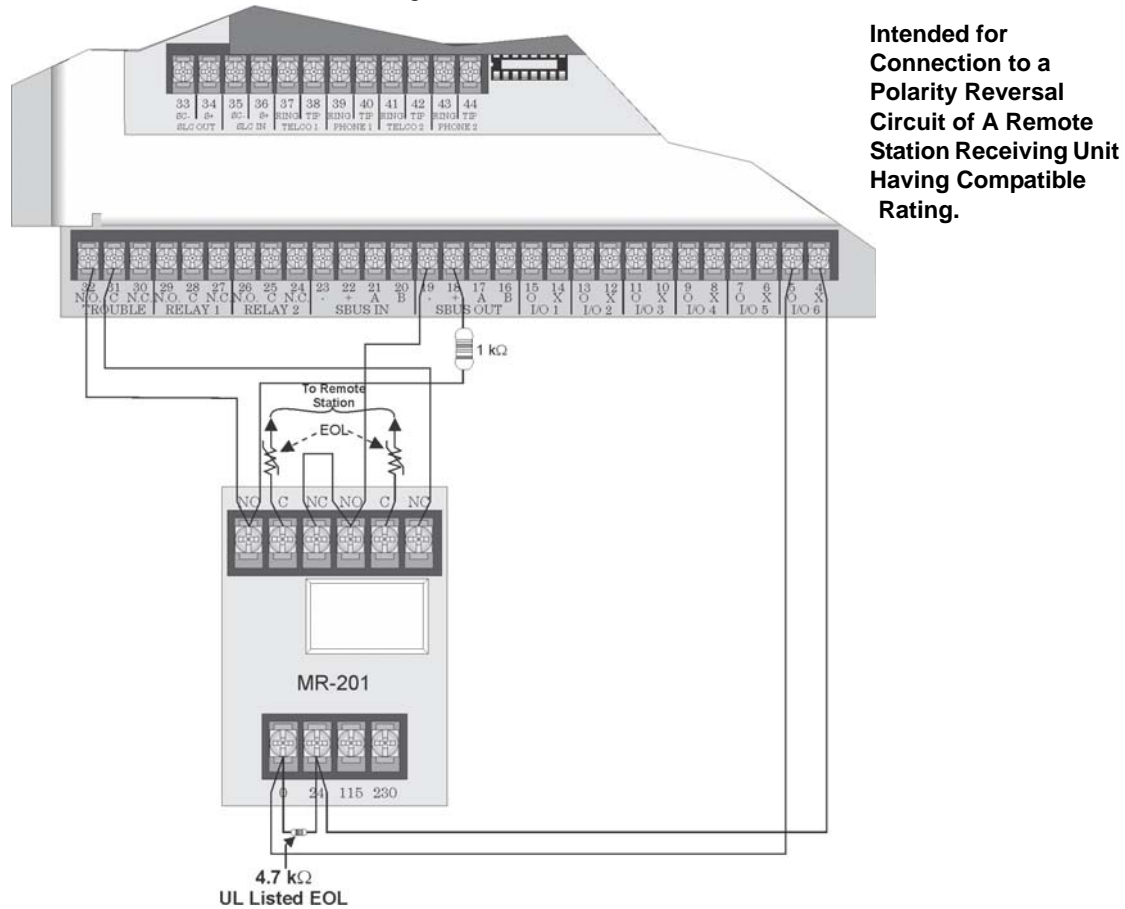 Intended for
Connection to a
Polarity Reversal
Circuit of A Remote
Station Receiving Unit
Having Compatible
Rating.
33 34 35 36 37 38 39 40 41 42 43 44
SC- S+ SC- S+ RING TIP RING TIP RING TIP RING TIP
SLC OUT SLC IN TELCO 1 PHONE 1 TELCO 2 PHONE 2
32 31 30 29 28 27 26 25 24 23 22 21 20 19 18 17 16 15 14 13 12 11 10 9 8 7 6 5 4
N.O. C N.C. N.O. C N.C. N.O. C N.C. - + A B - + A B O X O X O X O X O X O X
TROUBLE RELAY 1 RELAY 2 SBUS IN SBUS OUT I/O 1 I/O 2 I/O 3 I/O 4 I/O 5 I/O 6
1 kΩ
To Remote
Station
EOL
NO C NC NO C NC
MR-201
0 24 115 230
4.7 kΩ
UL Listed EOL